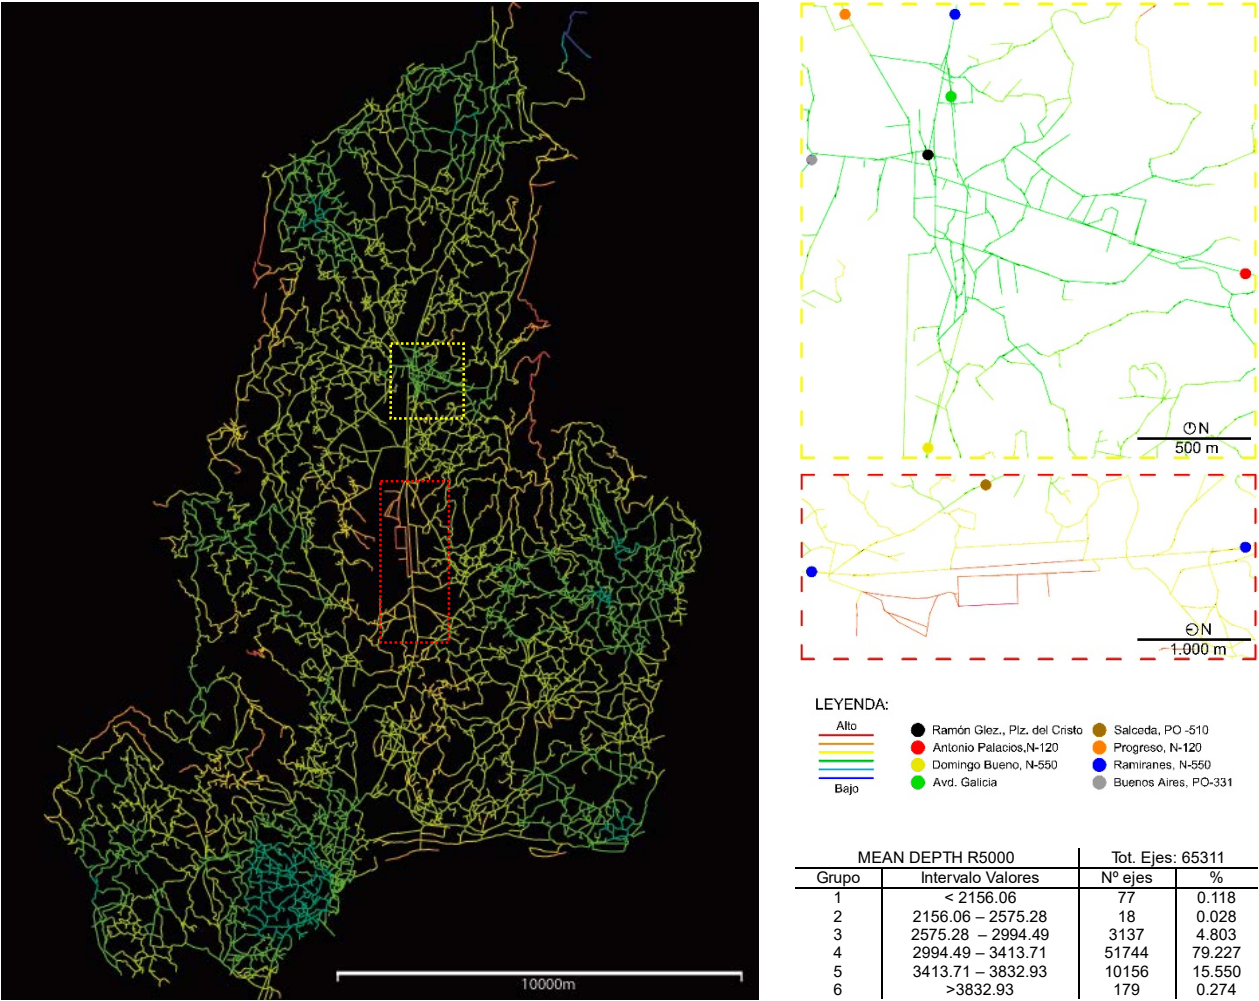 10000m
N
500 m
N
1.000 m
LEYENDA:
Alto
Bajo
Ramón Glez., Plz. del Cristo
Antonio Palacios,N-120
Domingo Bueno, N-550
Avd. Galicia
Salceda, PO -510
Progreso, N-120
Ramiranes, N-550
Buenos Aires, PO-331
MEAN DEPTH R5000 Tot. Ejes: 65311
Grupo Intervalo Valores Nº ejes %
1 < 2156.06 77 0.118
2 2156.06 – 2575.28 18 0.028
3 2575.28 – 2994.49 3137 4.803
4 2994.49 – 3413.71 51744 79.227
5 3413.71 – 3832.93 10156 15.550
6 >3832.93 179 0.274